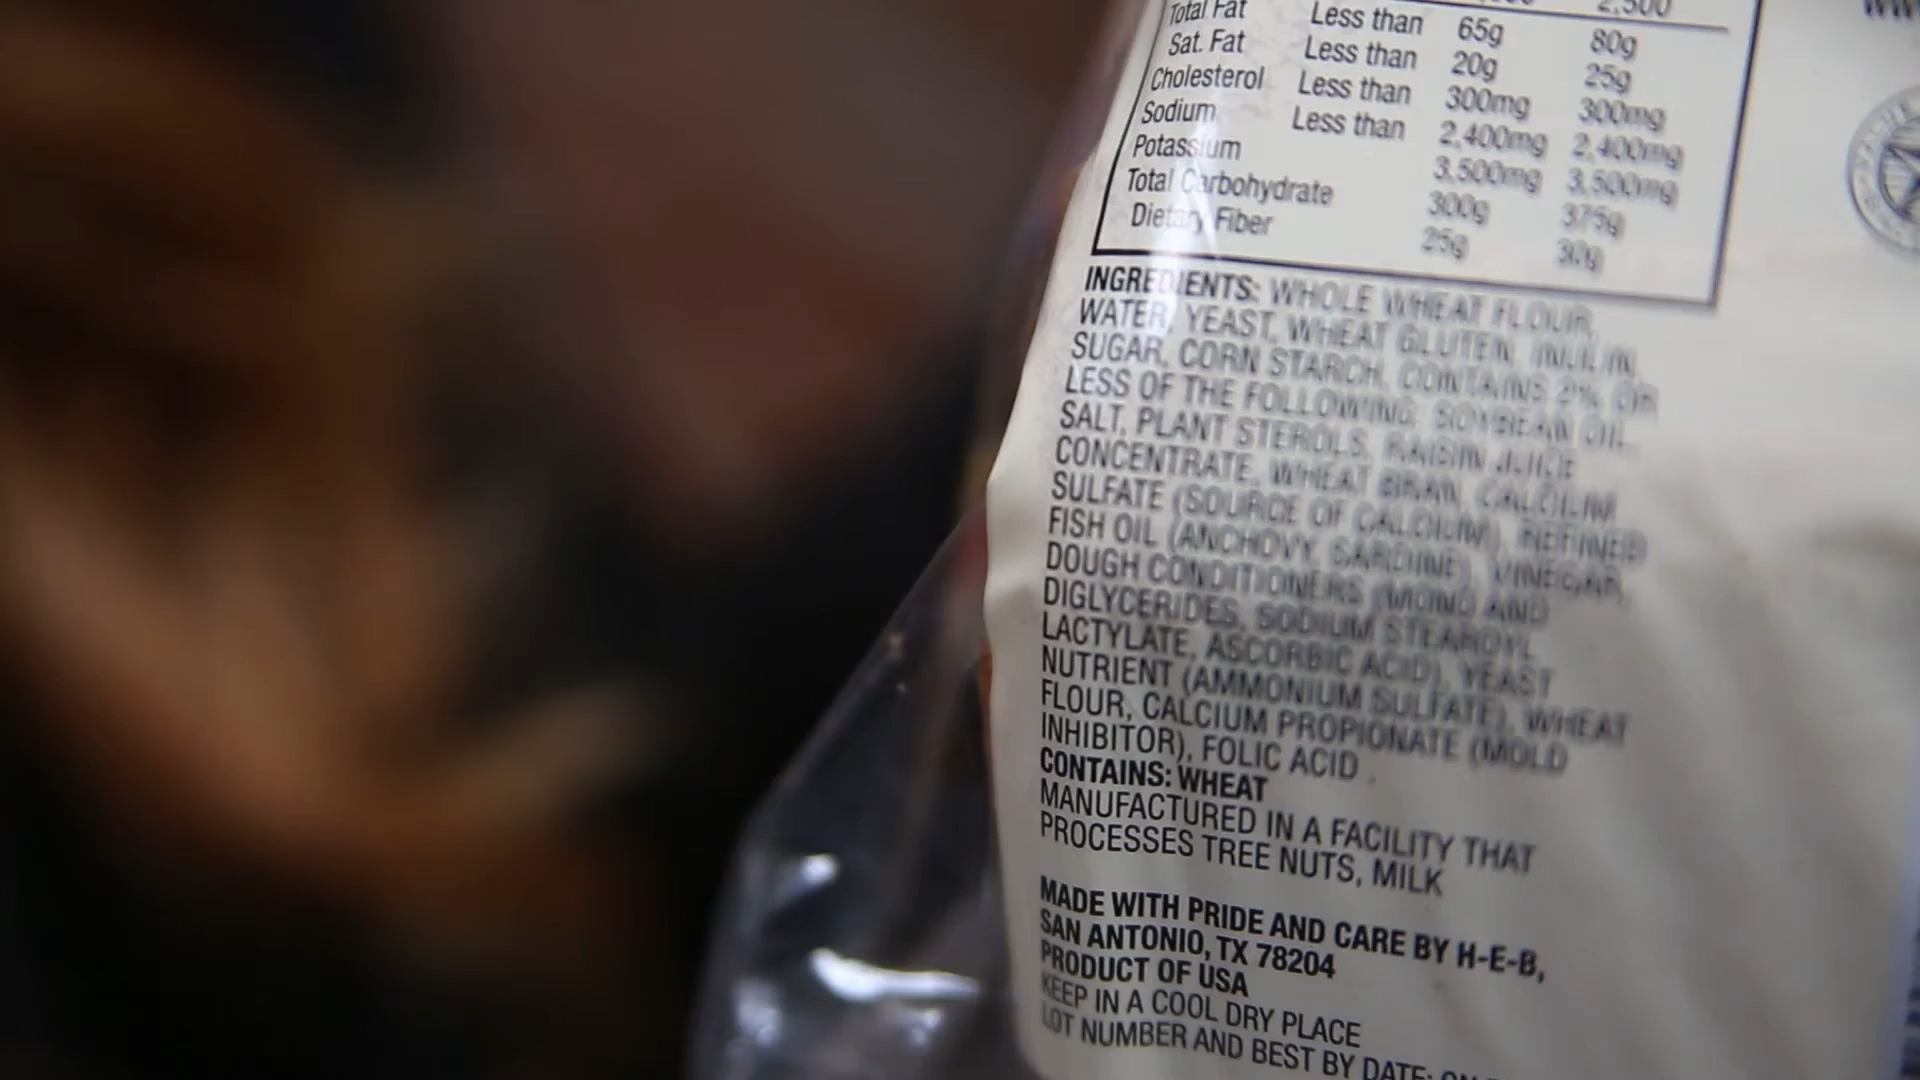 2,500
Total Fat Less than 65g 80g
Sat. Fat Less than 20g 25g
Cholesterol Less than 300mg 300mg
Sodium Less than 2,400mg 2,400mg
Potassium 3,500mg 3,500mg
Total Carbohydrate 300g 375g
Dietary Fiber 25g 30g
INGREDIENTS: WHOLE WHEAT FLOUR,
WATER, YEAST, WHEAT GLUTEN, INULIN,
SUGAR, CORN STARCH, CONTAINS 2% OR
LESS OF THE FOLLOWING: SOYBEAN OIL,
SALT, PLANT STEROLS, RAISIN JUICE
CONCENTRATE, WHEAT BRAN, CALCIUM
SULFATE (SOURCE OF CALCIUM), REFINED
FISH OIL (ANCHOVY, SARDINE), VINEGAR,
DOUGH CONDITIONERS (MONO AND
DIGLYCERIDES, SODIUM STEAROYL
LACTYLATE, ASCORBIC ACID), YEAST
NUTRIENT (AMMONIUM SULFATE), WHEAT
FLOUR, CALCIUM PROPIONATE (MOLD
INHIBITOR), FOLIC ACID .
CONTAINS: WHEAT
MANUFACTURED IN A FACILITY THAT
PROCESSES TREE NUTS, MILK
MADE WITH PRIDE AND CARE BY H-E-B,
SAN ANTONIO, TX 78204
PRODUCT OF USA
KEEP IN A COOL DRY PLACE
LOT NUMBER AND BEST BY DATE: